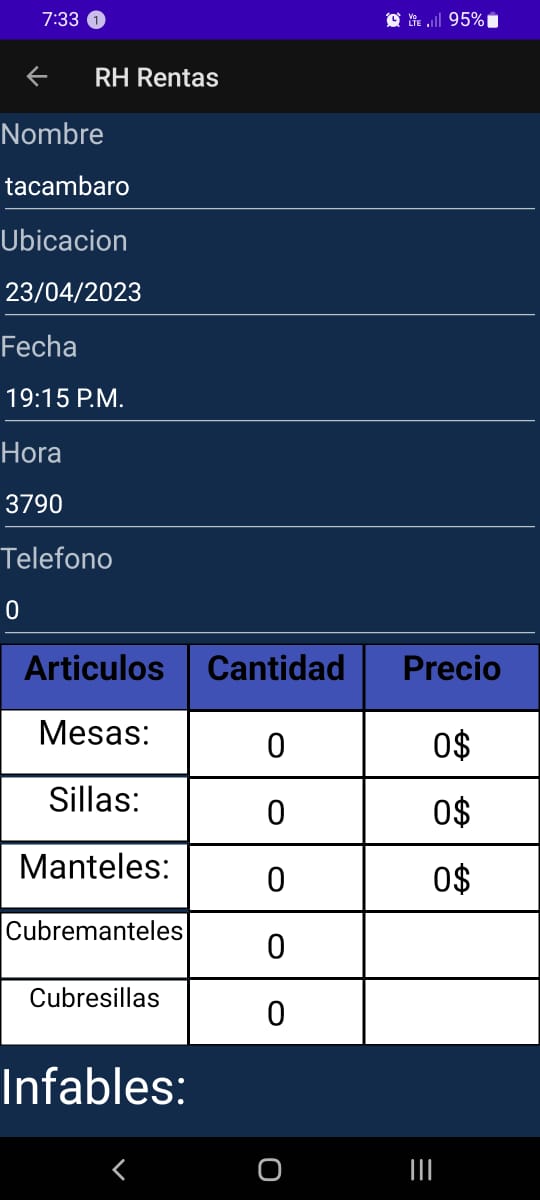 7:33 1 Vo LTE 95%
RH Rentas
Nombre
tacambaro
Ubicacion
23/04/2023
Fecha
19:15 P.M.
Hora
3790
Telefono
0
Articulos Cantidad Precio
Mesas: 0 0$
Sillas: 0 0$
Manteles: 0 0$
Cubremanteles 0
Cubresillas 0
Infables: